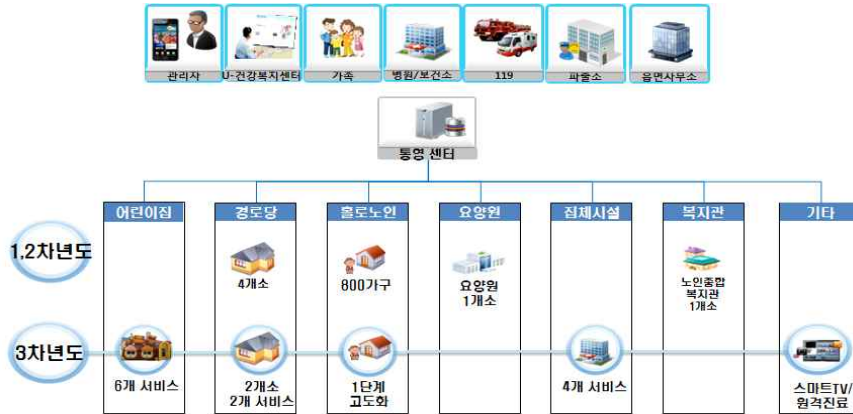 관리자
U-건강복지센터
가족
병원/보건소
119
파출소
읍면사무소
통영 센터
어린이집
경로당
홀로노인
요양원
집체시설
복지관
기타
1,2차년도
4개소
800가구
요양원
1개소
노인종합
복지관
1개소
3차년도
6개 서비스
2개소
2개 서비스
1단계
고도화
4개 서비스
스마트TV/
원격진료